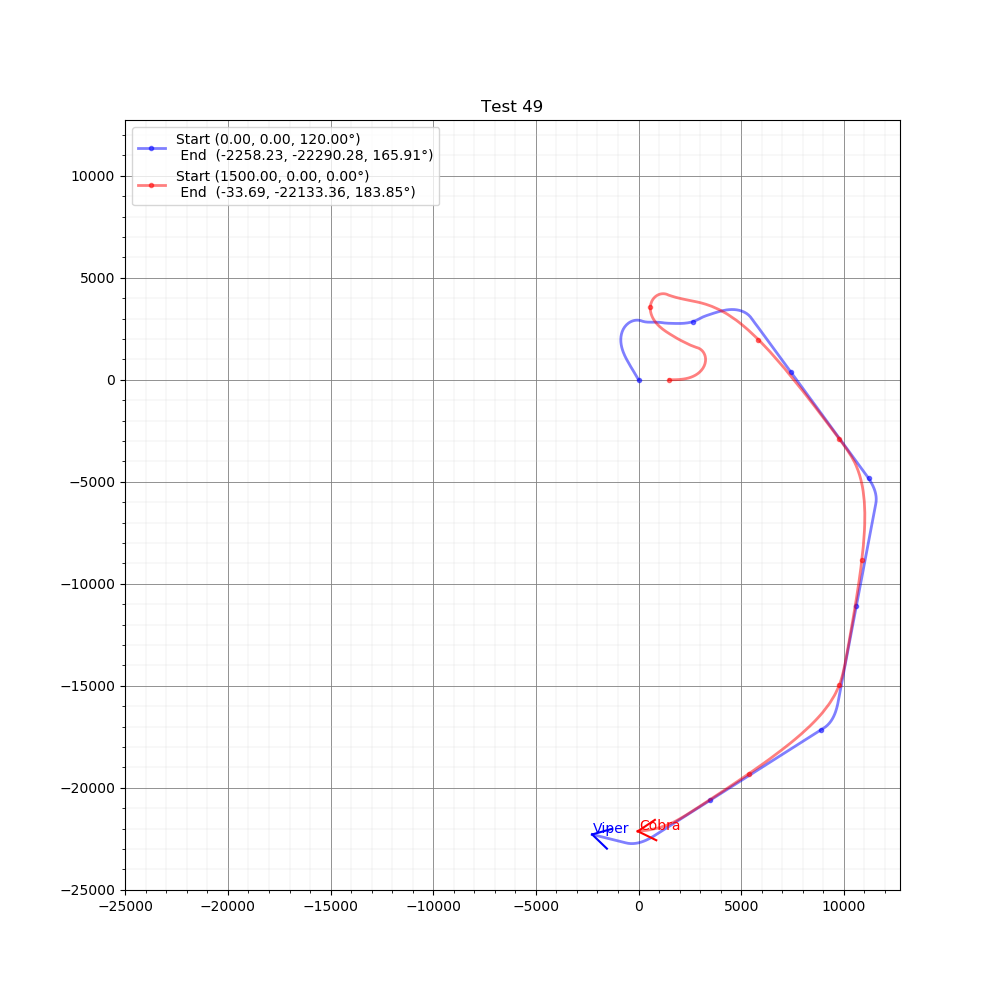 Test 49
Start (0.00, 0.00, 120.00°)
End  (-2258.23, -22290.28, 165.91°)
Start (1500.00, 0.00, 0.00°)
End  (-33.69, -22133.36, 183.85°)
10000
5000
0
−5000
−10000
−15000
−20000
−25000
Viper
Cobra
−25000 −20000 −15000 −10000 −5000 0 5000 10000